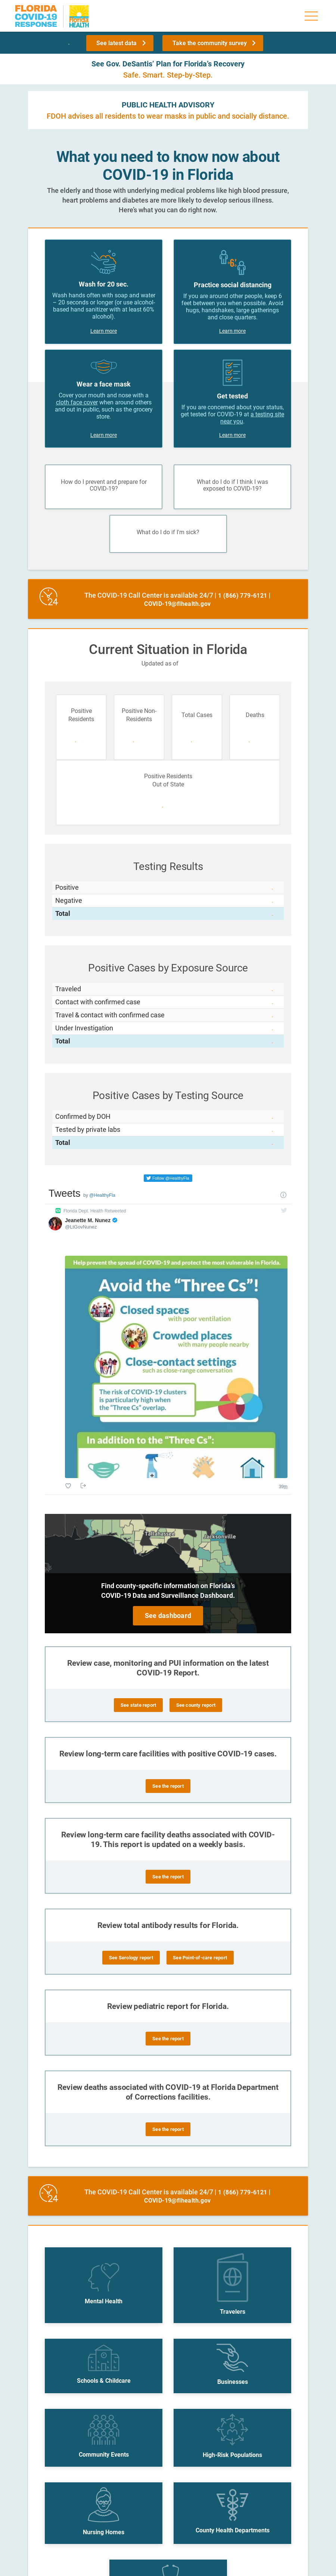 FLORIDA
COVID-19
RESPONSE
Florida
HEALTH
See latest data
Take the community survey
See Gov. DeSantis' Plan for Florida's Recovery
Safe. Smart. Step-by-Step.
PUBLIC HEALTH ADVISORY
FDOH advises all residents to wear masks in public and socially distance.
What you need to know now about
COVID-19 in Florida
The elderly and those with underlying medical problems like high blood pressure,
heart problems and diabetes are more likely to develop serious illness.
Here's what you can do right now.
Wash for 20 sec.
Wash hands often with soap and water
– 20 seconds or longer (or use alcohol-
based hand sanitizer with at least 60%
alcohol).
Learn more
6'
Practice social distancing
If you are around other people, keep 6
feet between you when possible. Avoid
hugs, handshakes, large gatherings
and close quarters.
Learn more
Wear a face mask
Cover your nose and mouth with a
cloth face cover when around others
and out in public, such as the grocery
store.
Learn more
Get tested
If you are concerned about your status,
get tested for COVID-19 at a testing site
near you.
Learn more
How do I prevent and prepare for
COVID-19?
What do I do if I think I was
exposed to COVID-19?
What do I do if I'm sick?
24
The COVID-19 Call Center is available 24/7 | 1 (866) 779-6121 |
COVID-19@flhealth.gov
Current Situation in Florida
Updated as of
Positive
Residents
Positive Non-
Residents
Total Cases
Deaths
Positive Residents
Out of State
Testing Results
Positive
Negative
Total
Positive Cases by Exposure Source
Traveled
Contact with confirmed case
Travel & contact with confirmed case
Under Investigation
Total
Positive Cases by Testing Source
Confirmed by DOH
Tested by private labs
Total
Follow @HealthyFla
Tweets by @HealthyFla
Florida Dept. Health Retweeted
Jeanette M. Nunez
@LtGovNunez
Help prevent the spread of COVID-19 and protect the most vulnerable in Florida.
Avoid the "Three Cs"!
Closed spaces
with poor ventilation
Crowded places
with many people nearby
Close-contact settings
such as close-range conversations
The risk of COVID-19 clusters
is particularly high when
the "Three Cs" overlap.
In addition to the "Three Cs":
Tallahassee
Jacksonville
Find county-specific information on Florida's
COVID-19 Data and Surveillance Dashboard.
See dashboard
Review case, monitoring and PUI information on the latest
COVID-19 Report.
See state report
See county report
Review long-term care facilities with positive COVID-19 cases.
See the report
Review long-term care facility deaths associated with COVID-
19. This report is updated on a weekly basis.
See the report
Review total antibody results for Florida.
See Serology report
See Point-of-care report
Review pediatric report for Florida.
See the report
Review deaths associated with COVID-19 at Florida Department
of Corrections facilities.
See the report
24
The COVID-19 Call Center is available 24/7 | 1 (866) 779-6121 |
COVID-19@flhealth.gov
Mental Health
Travelers
Schools & Childcare
Businesses
Community Events
High-Risk Populations
Nursing Homes
County Health Departments